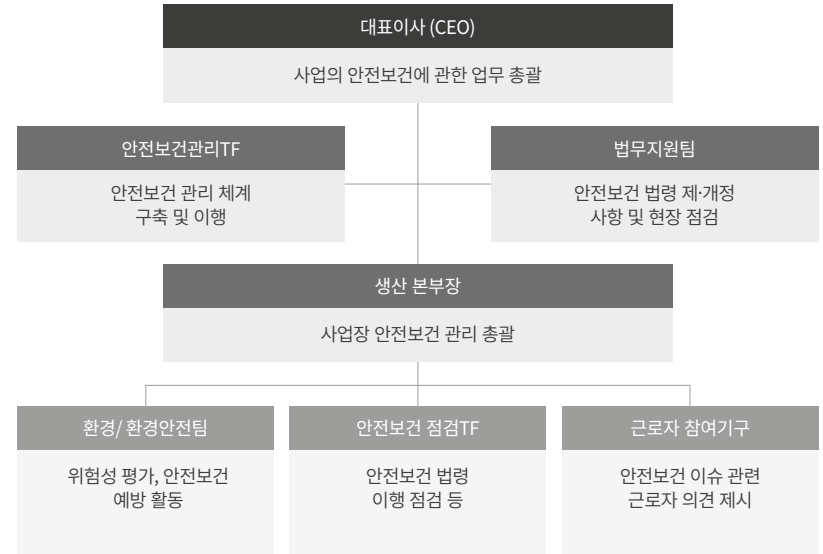 대표이사 (CEO)
사업의 안전보건에 관한 업무 총괄
안전보건관리TF
안전보건 관리 체계
구축 및 이행
법무지원팀
안전보건 법령 제·개정
사항 및 현장 점검
생산 본부장
사업장 안전보건 관리 총괄
환경/ 환경안전팀
위험성 평가, 안전보건
예방 활동
안전보건 점검TF
안전보건 법령
이행 점검 등
근로자 참여기구
안전보건 이슈 관련
근로자 의견 제시